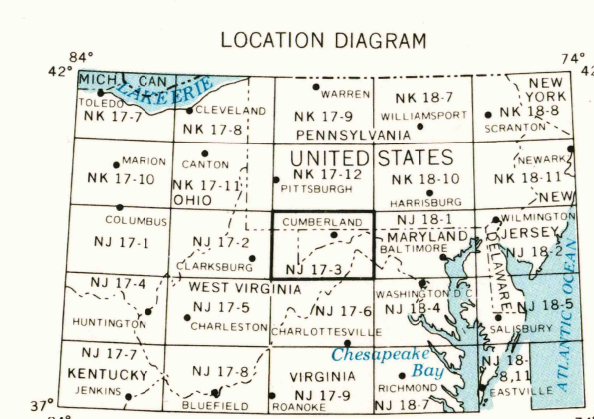 LOCATION DIAGRAM
84°
74°
42°
42
MICH
CAN
LAKE ERIE
TOLEDO
NK 17-7
CLEVELAND
NK 17-8
WARREN
NK 17-9
PENNSYLVANIA
NK 18-7
WILLIAMSPORT
NEW
YORK
NK 18-8
SCRANTON
MARION
NK 17-10
CANTON
NK 17-11
OHIO
UNITED STATES
NK 17-12
PITTSBURGH
NK 18-10
HARRISBURG
NEWARK
NK 18-11
NEW
COLUMBUS
NJ 17-1
NJ 17-2
CLARKSBURG
CUMBERLAND
NJ 17-3
NJ 18-1
MARYLAND
BALTIMORE
WILMINGTON
JERSEY
NJ 18-2
DELAWARE
ATLANTIC OCEAN
NJ 17-4
HUNTINGTON
WEST VIRGINIA
NJ 17-5
CHARLESTON
NJ 17-6
CHARLOTTESVILLE
WASHINGTON D C
NJ 18-4
NJ 18-5
SALISBURY
Chesapeake
Bay
NJ 17-7
KENTUCKY
JENKINS
NJ 17-8
BLUEFIELD
VIRGINIA
NJ 17-9
ROANOKE
RICHMOND
NJ 18-7
NJ 18-
8,11
EASTVILLE
37°